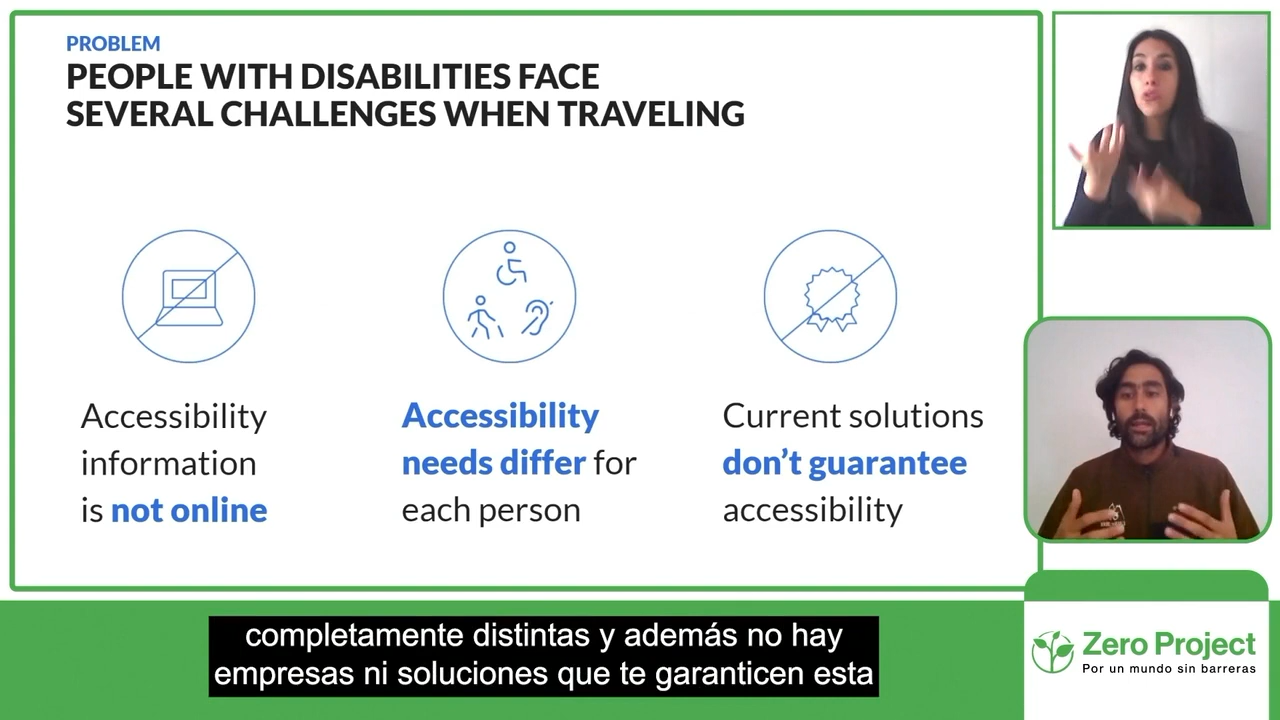 PROBLEM
PEOPLE WITH DISABILITIES FACE
SEVERAL CHALLENGES WHEN TRAVELING
Accessibility
information
is not online
Accessibility
needs differ for
each person
Current solutions
don’t guarantee
accessibility
completamente distintas y además no hay
empresas ni soluciones que te garanticen esta
Zero Project
Por un mundo sin barreras